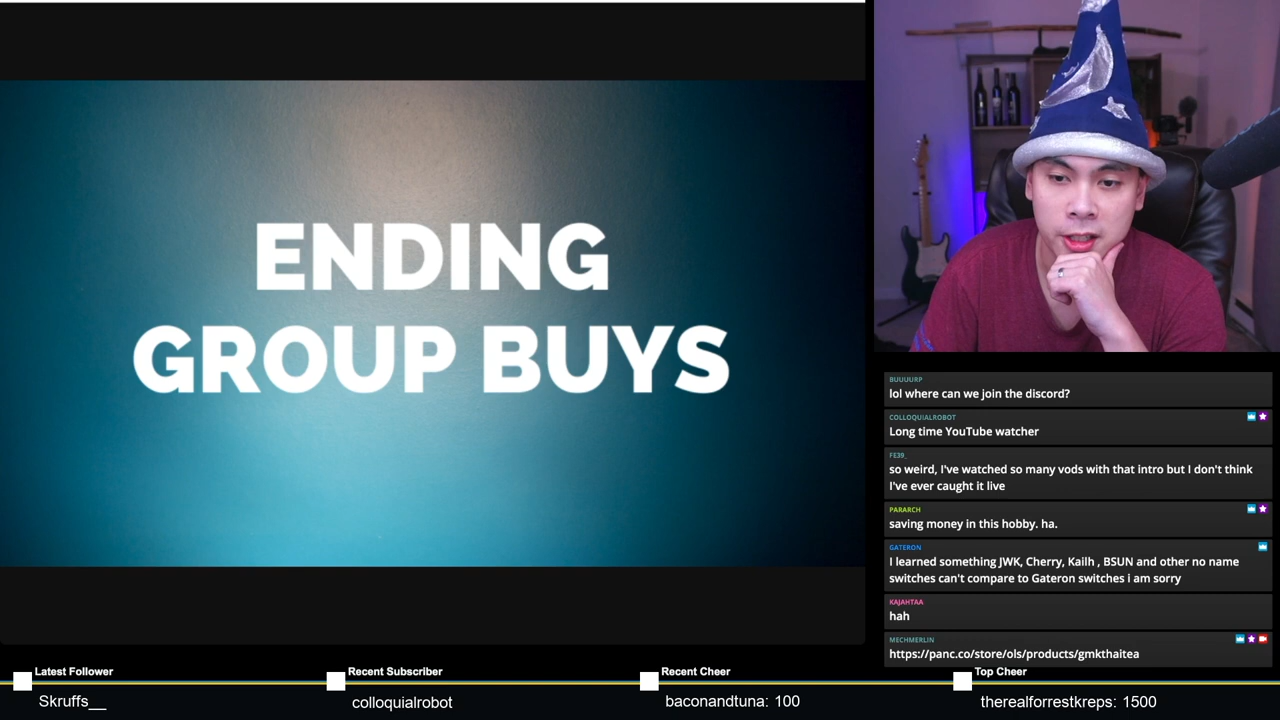 ENDING
GROUP BUYS
BUUUURP
lol where can we join the discord?
COLLOQUIALROBOT
Long time YouTube watcher
FE39_
so weird, I've watched so many vods with that intro but I don't think
I've ever caught it live
PARARCH
saving money in this hobby. ha.
GATERON
I learned something JWK, Cherry, Kailh , BSUN and other no name
switches can't compare to Gateron switches i am sorry
KAJAHTAA
hah
MECHMERLIN
https://panc.co/store/ols/products/gmkthaitea
Latest Follower
Skruffs__
Recent Subscriber
colloquialrobot
Recent Cheer
baconandtuna: 100
Top Cheer
therealforrestkreps: 1500